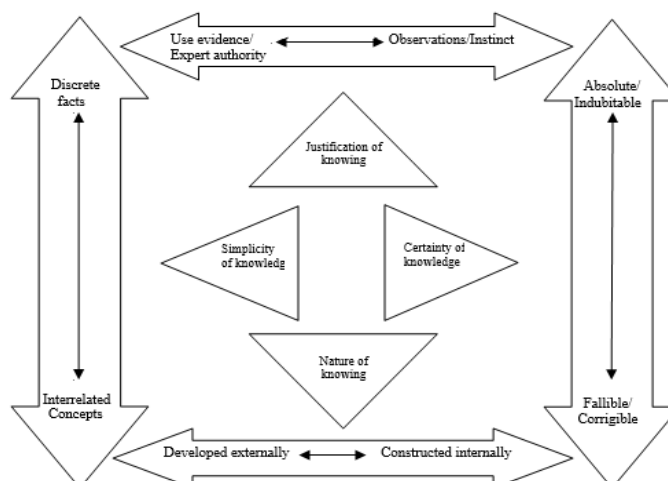 Use evidence/
Expert authority
Observations/Instinct
Discrete
facts
Absolute/
Indubitable
Justification of
knowing
Simplicity
of knowledg
Certainty of
knowledge
Nature of
knowing
Interrelated
Concepts
Fallible/
Corrigible
Developed externally
Constructed internally